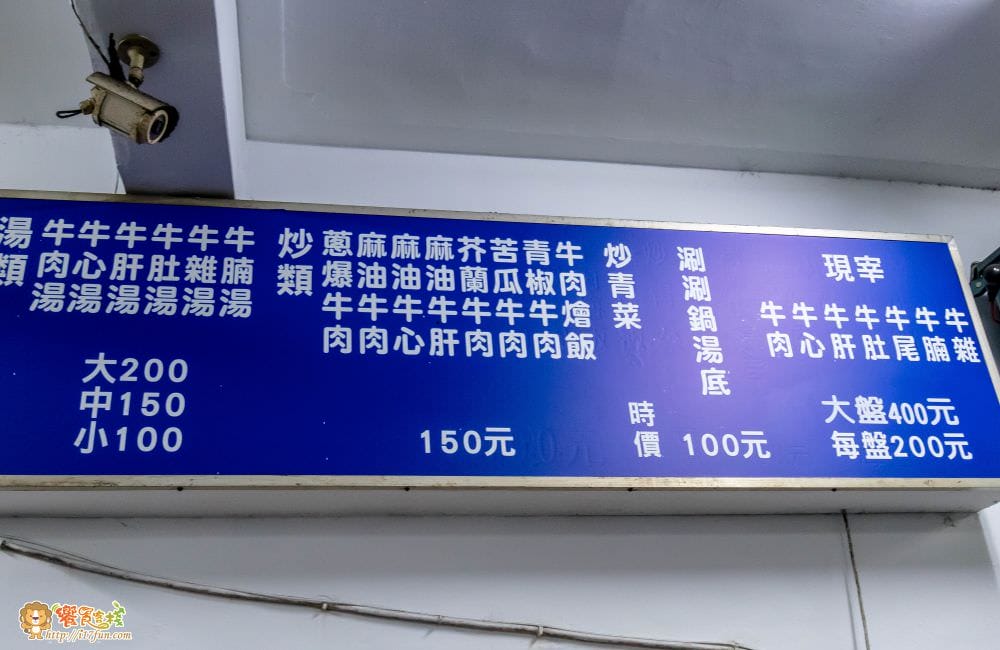 湯類
牛肉湯
牛心湯
牛肝湯
牛肚湯
牛雜湯
牛腩湯
大200
中150
小100
炒類
蔥爆牛肉
麻油牛肉
麻油牛心
麻油牛肝
芥蘭牛肉
苦瓜牛肉
青椒牛肉
牛肉燴飯
150元
炒青菜
時價
涮涮鍋湯底
100元
現宰
牛肉
牛心
牛肝
牛肚
牛尾
牛腩
牛雜
大盤400元
每盤200元
http://i17fun.com